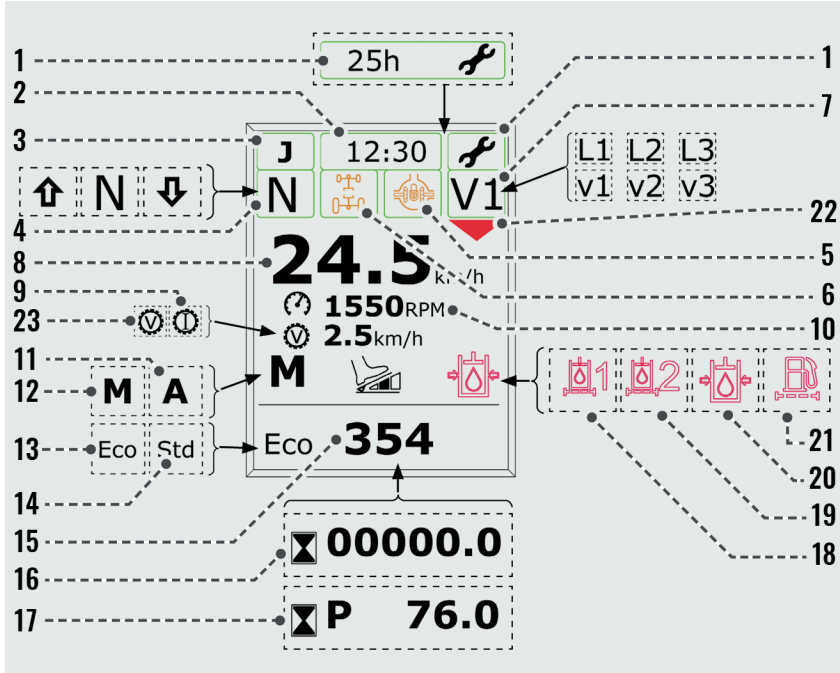 25h
1
1
2
7
3
J
12:30
L1 L2 L3
N
N
V1
v1 v2 v3
4
22
8
24.5 km/h
5
9
6
1550RPM
23
V I
V
2.5km/h
10
11
12
M A
M
1 2
13
Eco Std
Eco 354
21
14
20
15
19
16
00000.0
18
17
P 76.0